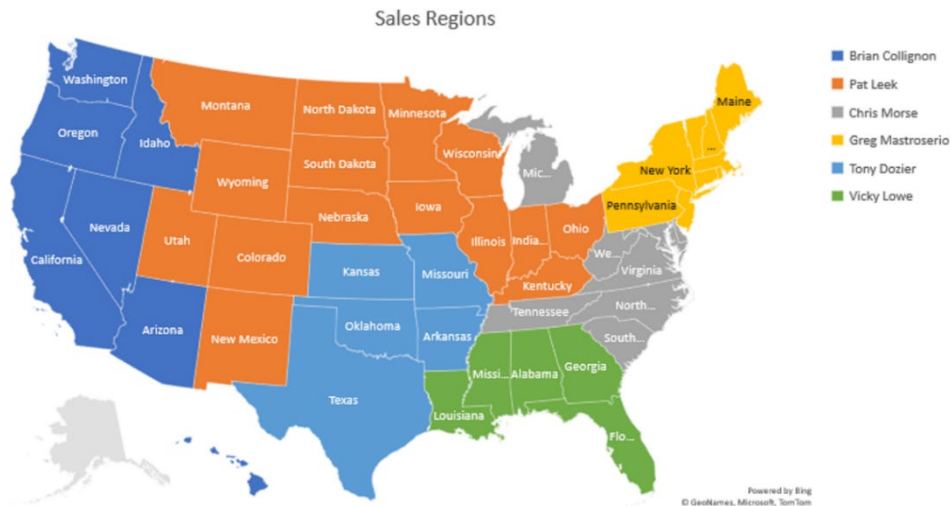 Sales Regions
Washington
Oregon
Idaho
California
Nevada
Arizona
Montana
Wyoming
Utah
Colorado
New Mexico
North Dakota
South Dakota
Nebraska
Minnesota
Iowa
Wisconsin
Illinois
India...
Ohio
Kentucky
Kansas
Missouri
Oklahoma
Arkansas
Texas
Mic...
We...
Virginia
Tennessee
North...
South...
Louisiana
Missi...
Alabama
Georgia
Flo...
Maine
...
New York
Pennsylvania
Brian Collignon
Pat Leek
Chris Morse
Greg Mastroserio
Tony Dozier
Vicky Lowe
Powered by Bing
© GeoNames, Microsoft, TomTom